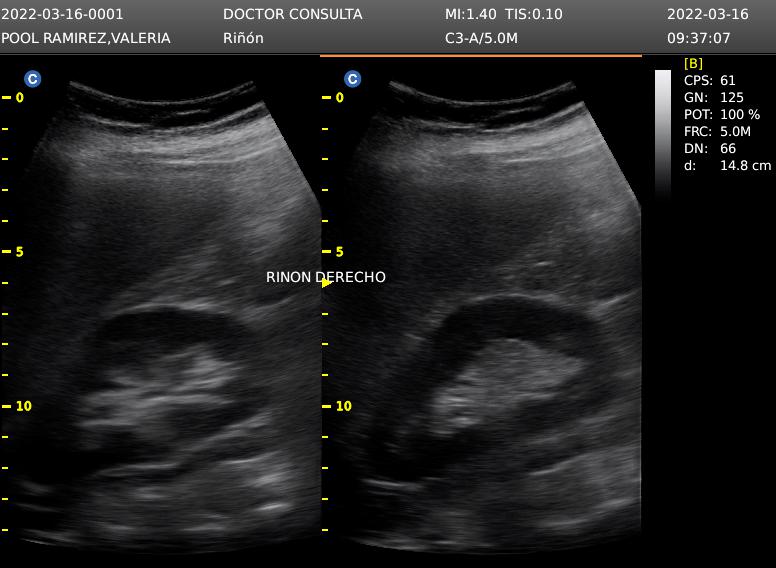 2022-03-16-0001 DOCTOR CONSULTA MI:1.40 TIS:0.10 2022-03-16
POOL RAMIREZ,VALERIA Riñón C3-A/5.0M 09:37:07
[B]
C C
0 0
CPS: 61
GN: 125
POT: 100 %
FRC: 5.0M
DN: 66
d: 14.8 cm
5 5
RINON DERECHO
10 10